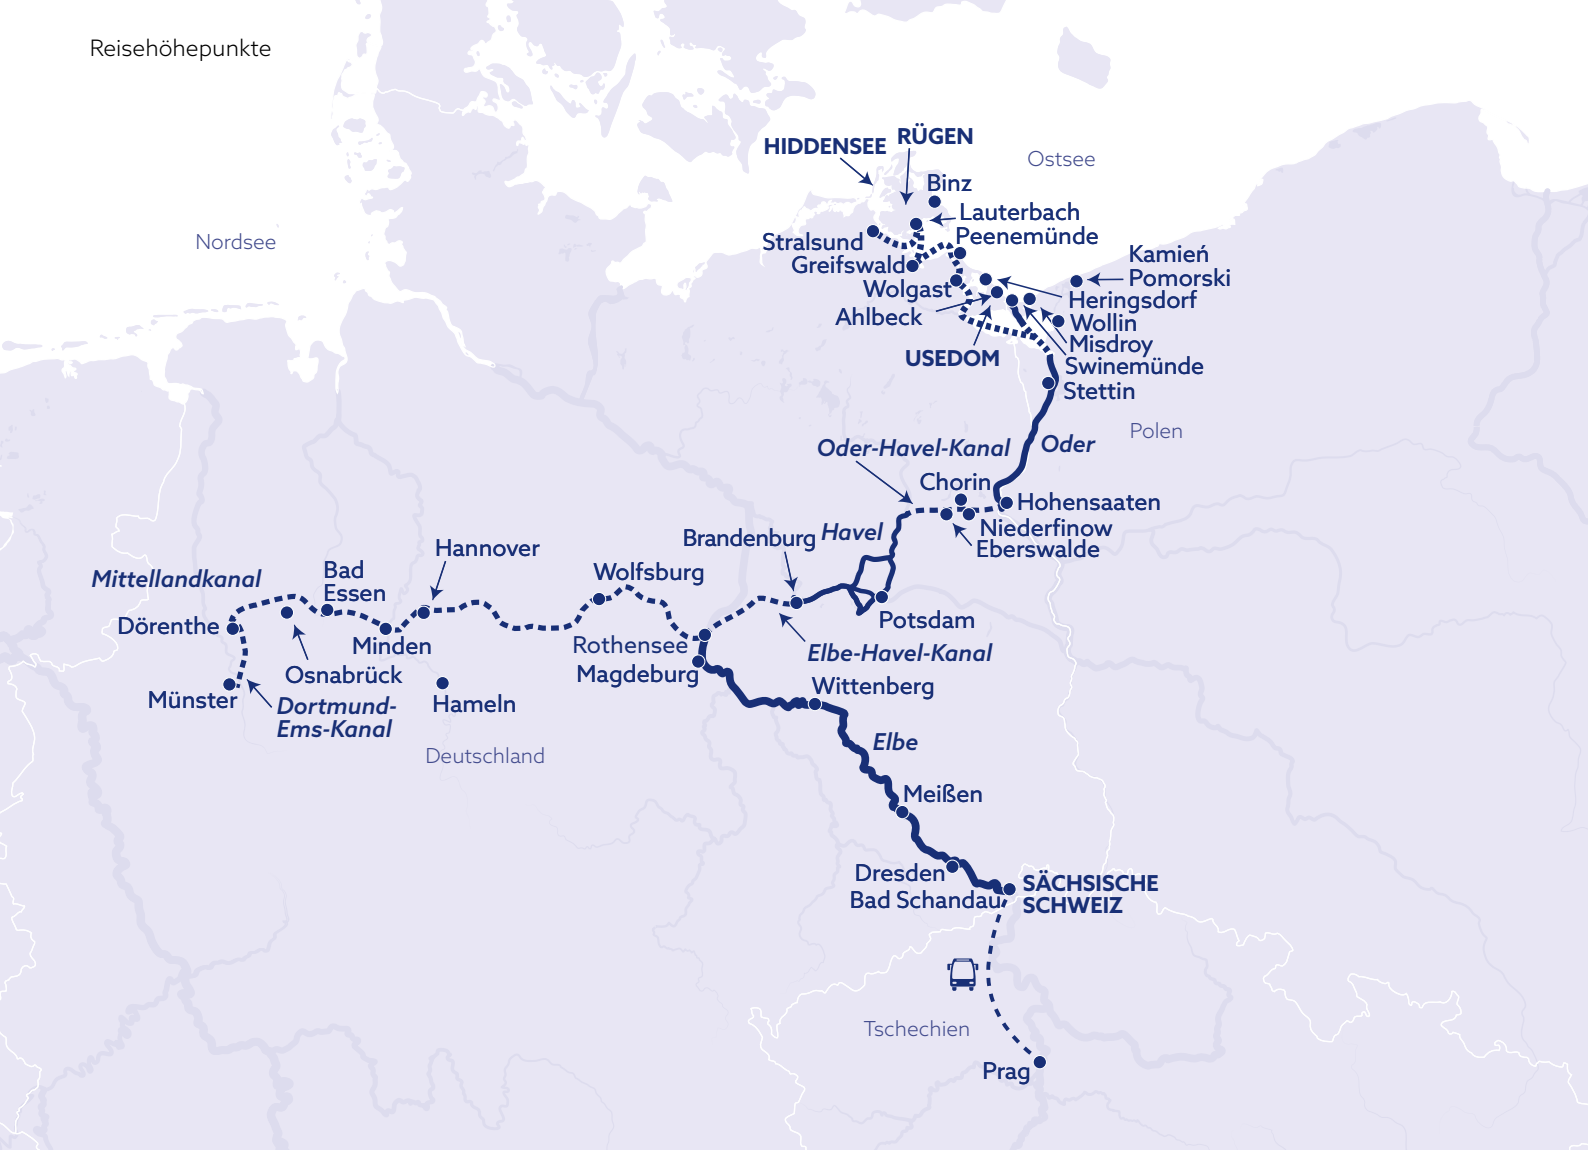 Reisehöhepunkte
HIDDENSEE
RÜGEN
Ostsee
Binz
Lauterbach
Nordsee
Stralsund
Peenemünde
Greifswald
Kamień
Pomorski
Wolgast
Heringsdorf
Ahlbeck
Wollin
Misdroy
USEDOM
Swinemünde
Stettin
Polen
Oder-Havel-Kanal
Oder
Chorin
Hohensaaten
Niederfinow
Eberswalde
Brandenburg
Havel
Hannover
Mittellandkanal
Bad
Essen
Wolfsburg
Dörenthe
Potsdam
Minden
Rothensee
Elbe-Havel-Kanal
Osnabrück
Magdeburg
Wittenberg
Münster
Dortmund-
Ems-Kanal
Hameln
Deutschland
Elbe
Meißen
Dresden
Bad Schandau
SÄCHSISCHE
SCHWEIZ
Tschechien
Prag